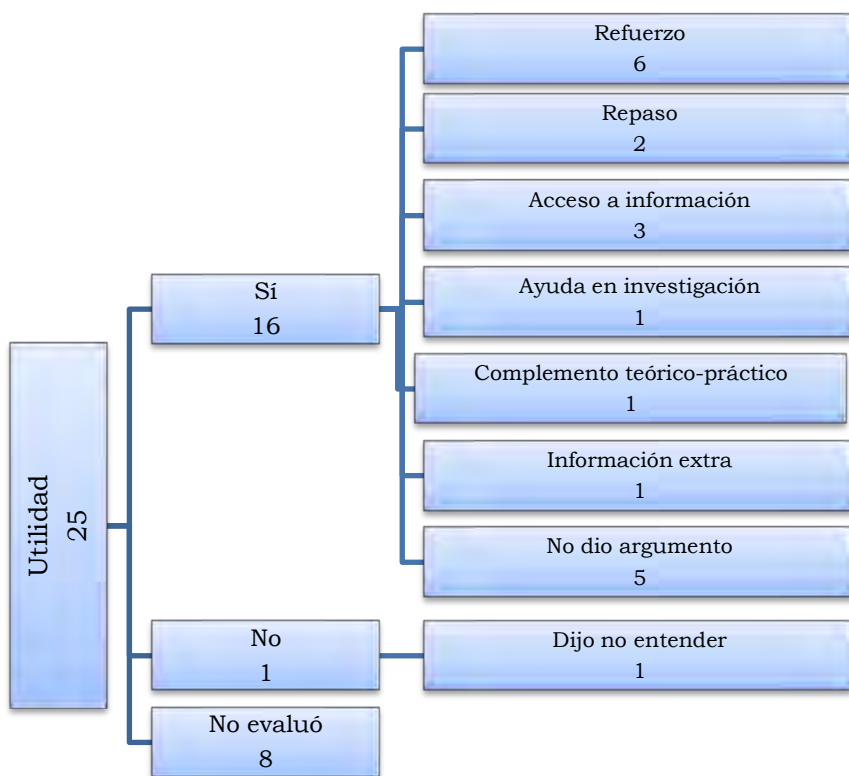 Utilidad
25
Sí
16
Refuerzo
6
Repaso
2
Acceso a información
3
Ayuda en investigación
1
Complemento teórico-práctico
1
Información extra
1
No dio argumento
5
No
1
Dijo no entender
1
No evaluó
8